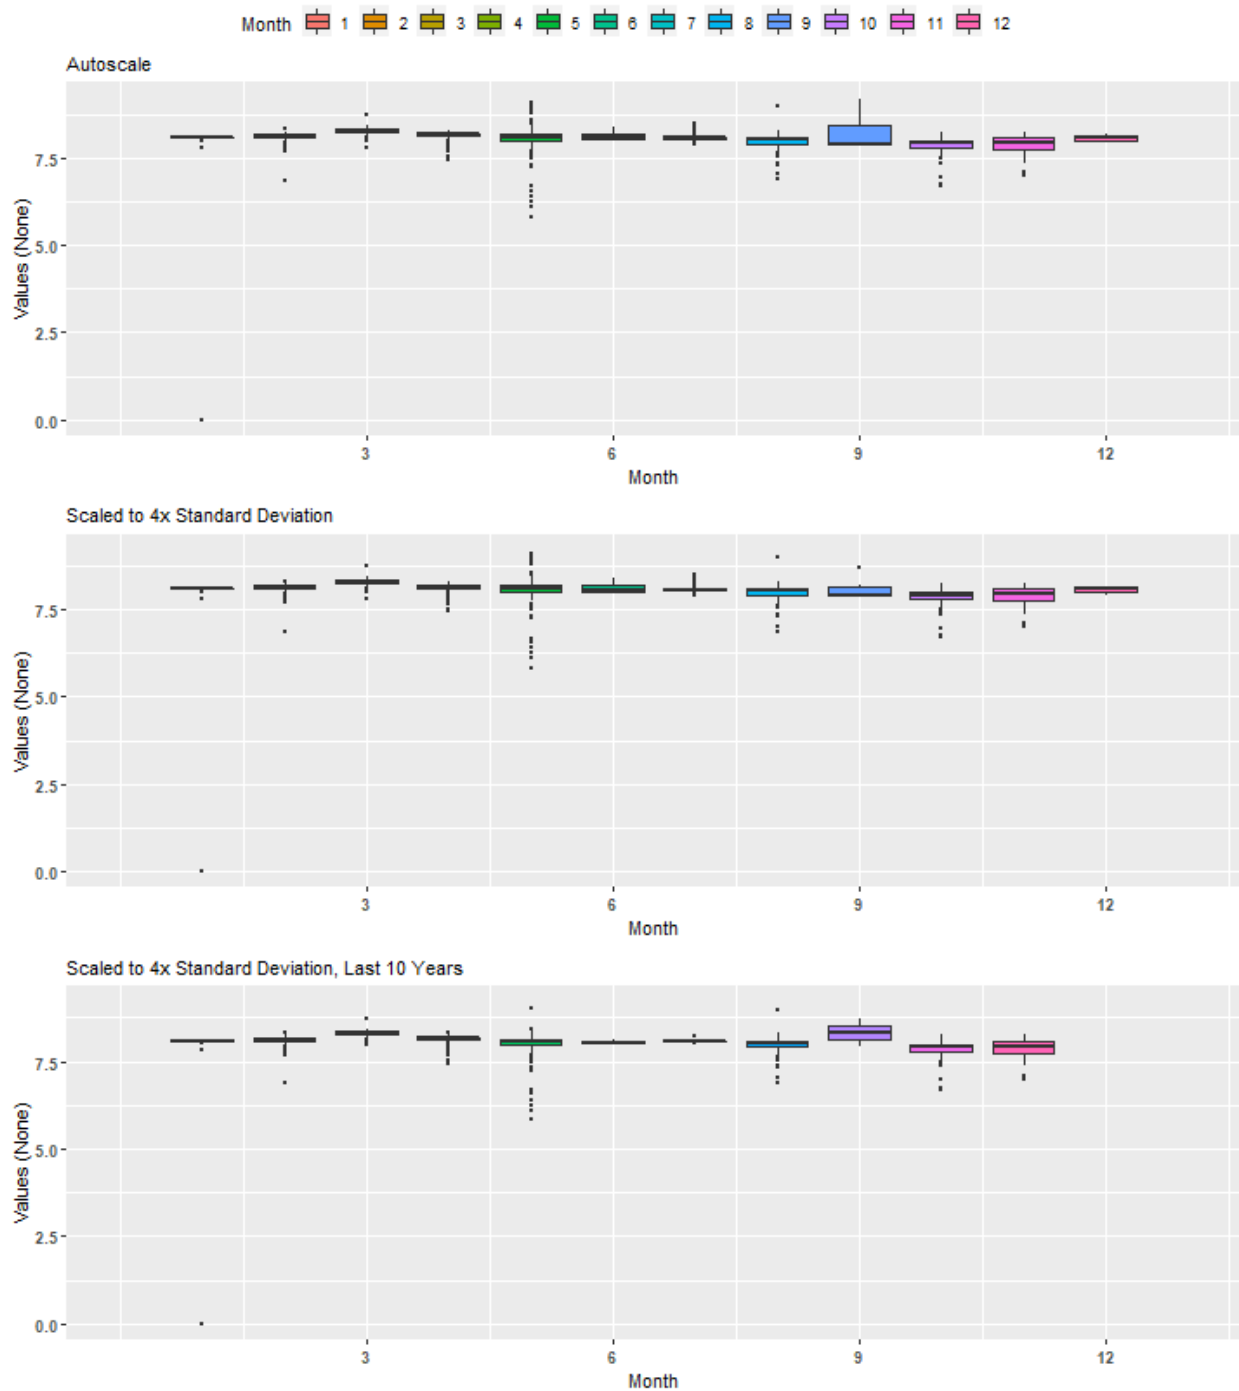 Month 1 2 3 4 5 6 7 8 9 10 11 12
Autoscale
Values (None)
7.5
5.0
2.5
0.0
3 6 9 12
Month
Scaled to 4x Standard Deviation
Values (None)
7.5
5.0
2.5
0.0
3 6 9 12
Month
Scaled to 4x Standard Deviation, Last 10 Years
Values (None)
7.5
5.0
2.5
0.0
3 6 9 12
Month